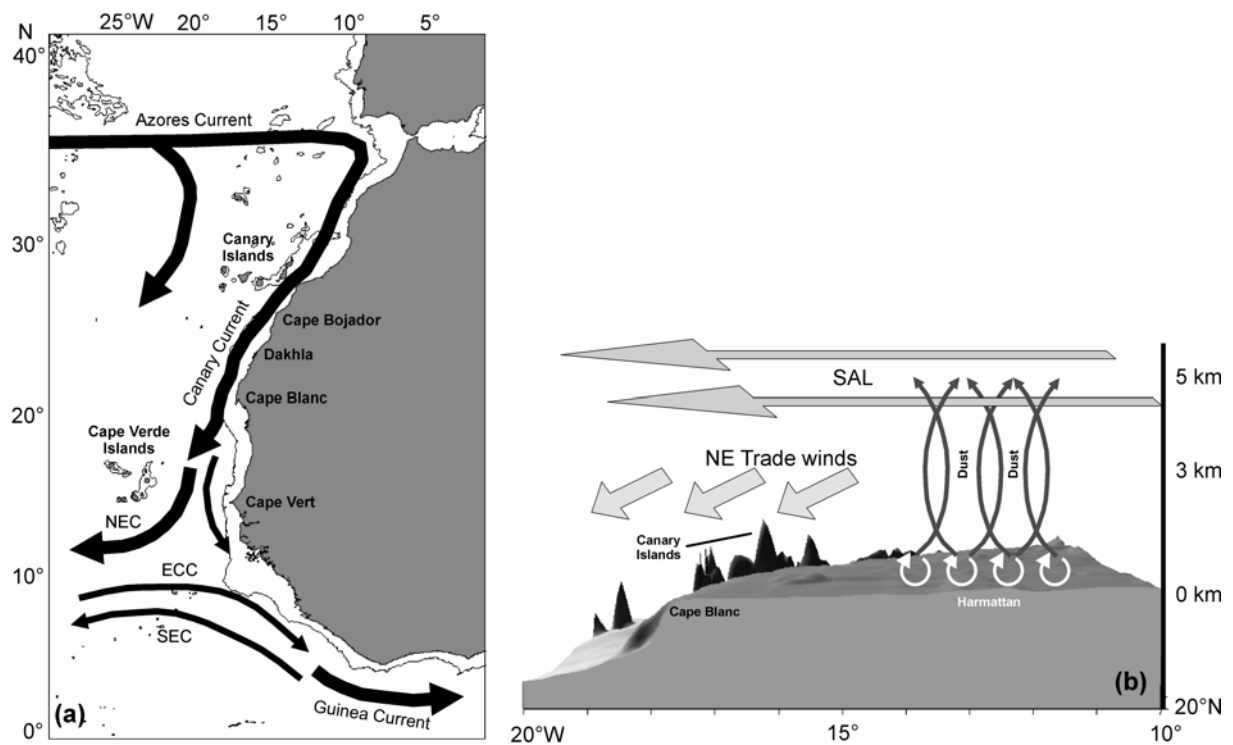 25°W 20° 15° 10° 5°
N
40°
Azores Current
30°
Canary
Islands
Cape Bojador
Canary Current
Dakhla
20°
Cape Blanc
Cape Verde
Islands
Cape Vert
NEC
10°
ECC
SEC
Guinea Current
0°
(a)
5 km
SAL
3 km
Dust
Dust
NE Trade winds
Canary
Islands
0 km
Harmattan
Cape Blanc
(b)
20°N
20°W 15° 10°